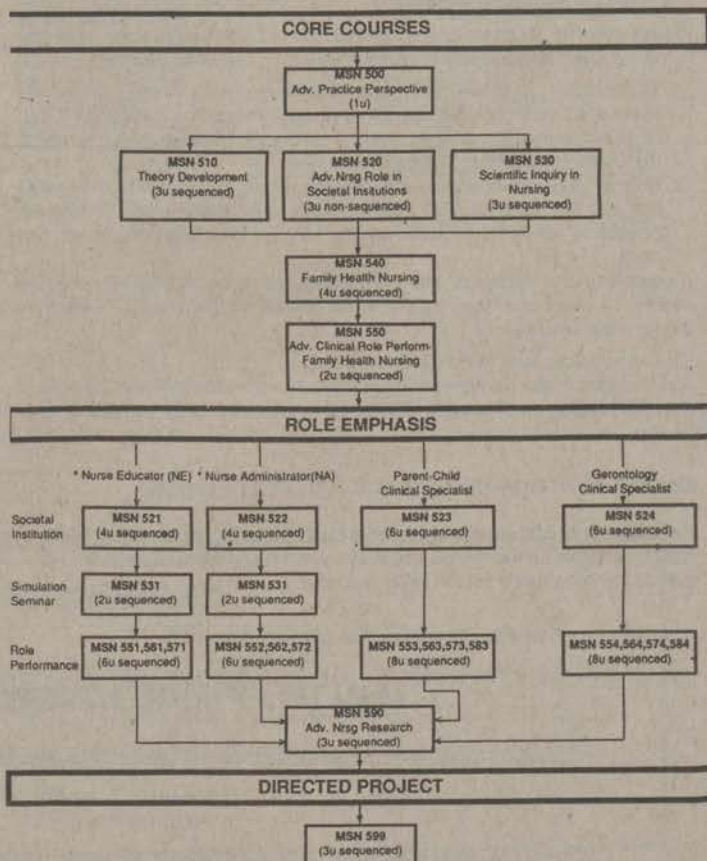 CORE COURSES
MSN 500
Adv. Practice Perspective
(1u)
MSN 510
Theory Development
(3u sequenced)
MSN 520
Adv.Nrsg Role in
Societal Insitutions
(3u non-sequenced)
MSN 530
Scientific Inquiry in
Nursing
(3u sequenced)
MSN 540
Family Health Nursing
(4u sequenced)
MSN 550
Adv. Clinical Role Perform-
Family Health Nursing
(2u sequenced)
ROLE EMPHASIS
* Nurse Educator (NE)
* Nurse Administrator(NA)
Parent-Child
Clinical Specialist
Gerontology
Clinical Specialist
Societal
Institution
MSN 521
(4u sequenced)
MSN 522
(4u sequenced)
MSN 523
(6u sequenced)
MSN 524
(6u sequenced)
Simulation
Seminar
MSN 531
(2u sequenced)
MSN 531
(2u sequenced)
Role
Performance
MSN 551,561,571
(6u sequenced)
MSN 552,562,572
(6u sequenced)
MSN 553,563,573,583
(8u sequenced)
MSN 554,564,574,584
(8u sequenced)
MSN 590
Adv. Nrsg Research
(3u sequenced)
DIRECTED PROJECT
MSN 599
(3u sequenced)